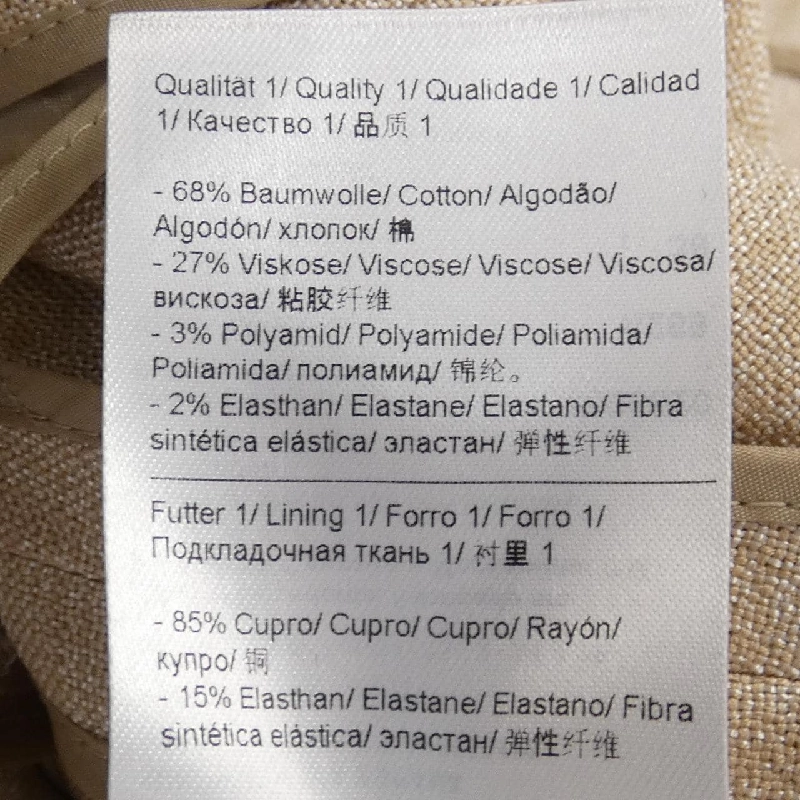 Qualität 1/ Quality 1/ Qualidade 1/ Calidad
1/ Качество 1/ 品质 1
- 68% Baumwolle/ Cotton/ Algodão/
Algodón/ хлопок/ 棉
- 27% Viskose/ Viscose/ Viscose/ Viscosa/
вискоза/ 粘胶纤维
- 3% Polyamid/ Polyamide/ Poliamida/
Poliamida/ полиамид/ 锦纶。
- 2% Elasthan/ Elastane/ Elastano/ Fibra
sintética elástica/ эластан/ 弹性纤维
Futter 1/ Lining 1/ Forro 1/ Forro 1/
Подкладочная ткань 1/ 衬里 1
- 85% Cupro/ Cupro/ Cupro/ Rayón/
купро/ 铜
- 15% Elasthan/ Elastane/ Elastano/ Fibra
sintética elástica/ эластан/ 弹性纤维